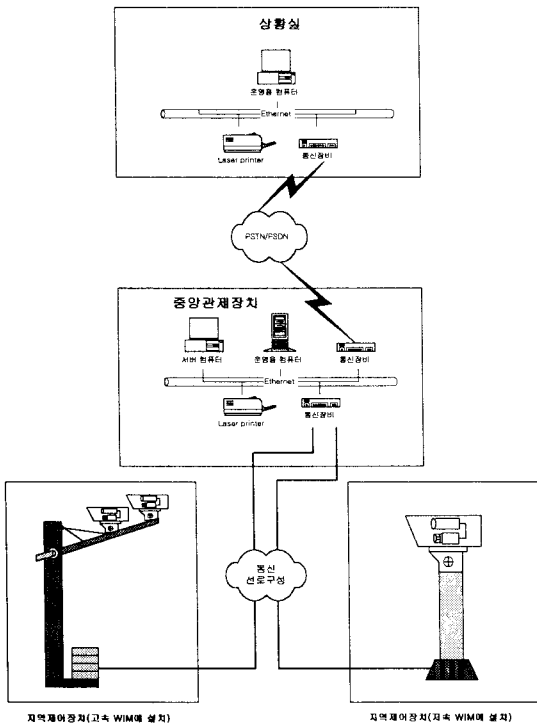 상황실
운영용 컴퓨터
Ethernet
Laser printer
통신장비
PSTN/PSDN
중앙관제장치
서버 컴퓨터
운영용 컴퓨터
통신장비
Ethernet
Laser printer
통신장비
통신
선로구성
지역제어장치(고속 WIM에 설치)
지역제어장치(저속 WIM에 설치)